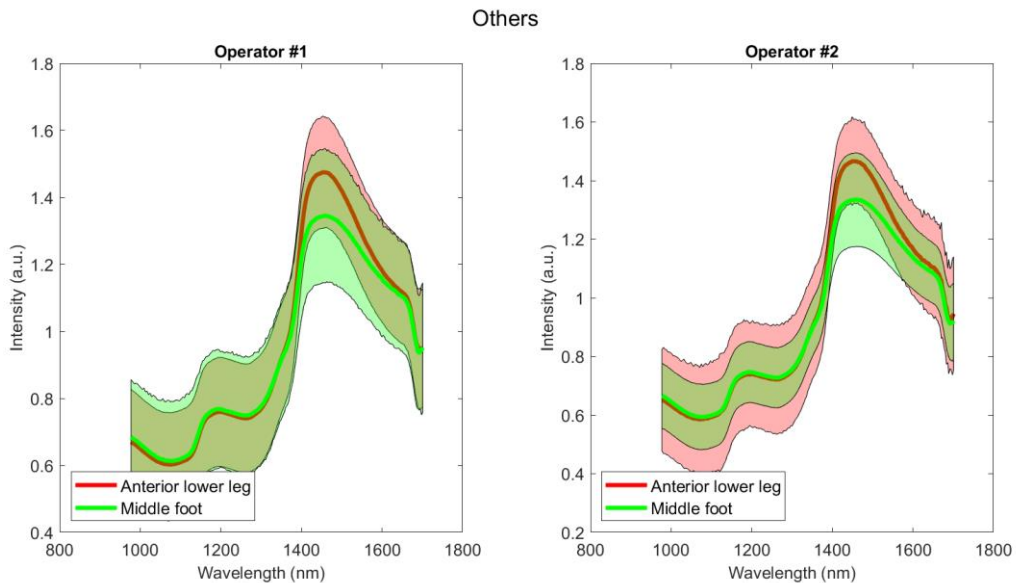 Others
Operator #1
1.8
1.6
1.4
1.2
1
0.8
0.6
0.4
Intensity (a.u.)
Anterior lower leg
Middle foot
800 1000 1200 1400 1600 1800
Wavelength (nm)
Operator #2
1.8
1.6
1.4
1.2
1
0.8
0.6
0.4
0.2
Intensity (a.u.)
Anterior lower leg
Middle foot
800 1000 1200 1400 1600 1800
Wavelength (nm)